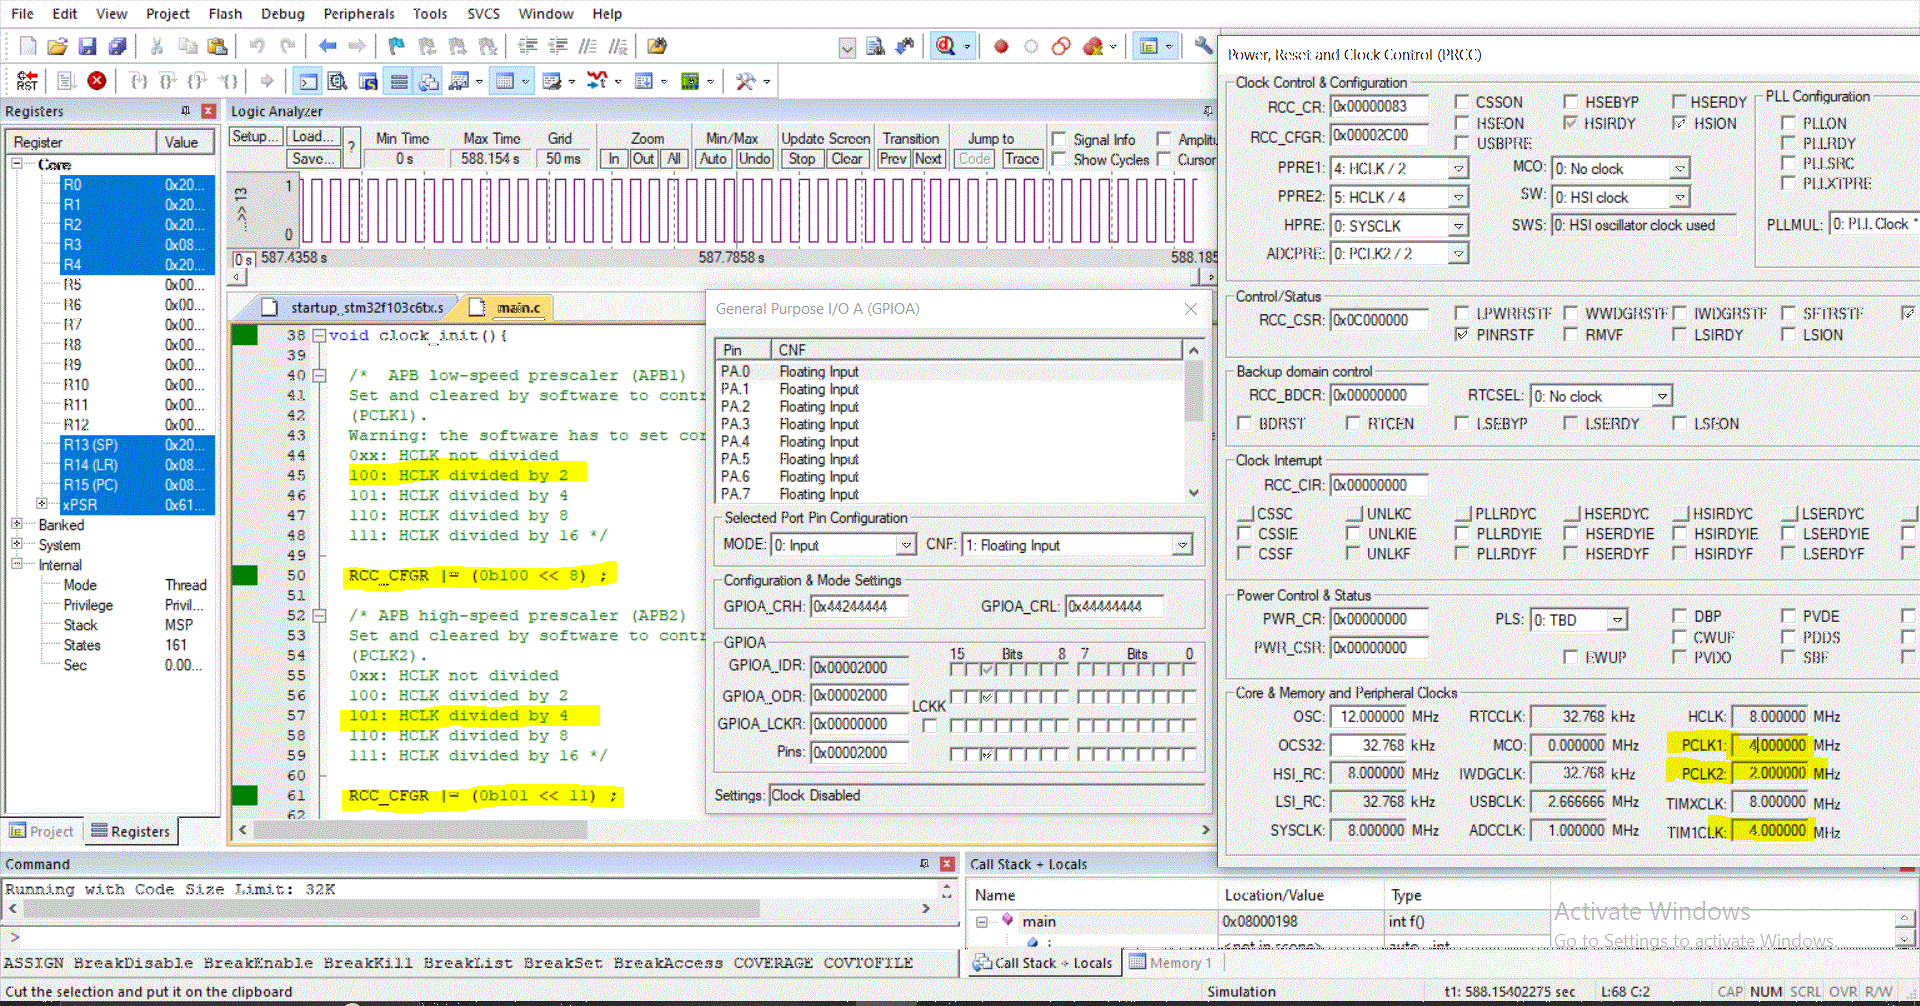 File Edit View Project Flash Debug Peripherals Tools SVCS Window Help
Registers
Register Value
Core
R0 0x20...
R1 0x20...
R2 0x20...
R3 0x08...
R4 0x20...
R5 0x00...
R6 0x00...
R7 0x00...
R8 0x00...
R9 0x00...
R10 0x00...
R11 0x00...
R12 0x00...
R13 (SP) 0x20...
R14 (LR) 0x08...
R15 (PC) 0x08...
xPSR 0x61...
Banked
System
Internal
Mode Thread
Privilege Privil...
Stack MSP
States 161
Sec 0.00...
Project Registers
Logic Analyzer
Setup... Load... Min Time Max Time Grid Zoom Min/Max Update Screen Transition Jump to Signal Info Amplitu
Save... ? 0 s 588.154 s 50 ms In Out All Auto Undo Stop Clear Prev Next Code Trace Show Cycles Cursor
...>> 13
1
0
0 s 587.4358 s 587.7858 s 588.185
startup_stm32f103c6tx.s main.c
38 void clock_init(){
39
40 /* APB low-speed prescaler (APB1)
41 Set and cleared by software to contr
42 (PCLK1).
43 Warning: the software has to set cor
44 0xx: HCLK not divided
45 100: HCLK divided by 2
46 101: HCLK divided by 4
47 110: HCLK divided by 8
48 111: HCLK divided by 16 */
49
50 RCC_CFGR |= (0b100 << 8) ;
51
52 /* APB high-speed prescaler (APB2)
53 Set and cleared by software to contr
54 (PCLK2).
55 0xx: HCLK not divided
56 100: HCLK divided by 2
57 101: HCLK divided by 4
58 110: HCLK divided by 8
59 111: HCLK divided by 16 */
60
61 RCC_CFGR |= (0b101 << 11) ;
62
General Purpose I/O A (GPIOA)
Pin CNF
PA.0 Floating Input
PA.1 Floating Input
PA.2 Floating Input
PA.3 Floating Input
PA.4 Floating Input
PA.5 Floating Input
PA.6 Floating Input
PA.7 Floating Input
Selected Port Pin Configuration
MODE: 0: Input CNF: 1: Floating Input
Configuration & Mode Settings
GPIOA_CRH: 0x44244444 GPIOA_CRL: 0x44444444
GPIOA
15 Bits 8 7 Bits 0
GPIOA_IDR: 0x00002000
GPIOA_ODR: 0x00002000
LCKK
GPIOA_LCKR: 0x00000000
Pins: 0x00002000
Settings: Clock Disabled
Power, Reset and Clock Control (PRCC)
Clock Control & Configuration
RCC_CR: 0x00000083 CSSON HSEBYP HSERDY
HSEON HSIRDY HSION
RCC_CFGR: 0x00002C00 USBPRE
PPRE1: 4: HCLK / 2 MCO: 0: No clock
PPRE2: 5: HCLK / 4 SW: 0: HSI clock
HPRE: 0: SYSCLK SWS: 0: HSI oscillator clock used
ADCPRE: 0: PCLK2 / 2
PLL Configuration
PLLON
PLLRDY
PLLSRC
PLLXTPRE
PLLMUL: 0: PLL Clock *
Control/Status
RCC_CSR: 0x0C000000 LPWRRSTF WWDGRSTF IWDGRSTF SFTRSTF
PINRSTF RMVF LSIRDY LSION
Backup domain control
RCC_BDCR: 0x00000000 RTCSEL: 0: No clock
BDRST RTCEN LSEBYP LSERDY LSEON
Clock Interrupt
RCC_CIR: 0x00000000
CSSC UNLKC PLLRDYC HSERDYC HSIRDYC LSERDYC
CSSIE UNLKIE PLLRDYIE HSERDYIE HSIRDYIE LSERDYIE
CSSF UNLKF PLLRDYF HSERDYF HSIRDYF LSERDYF
Power Control & Status
PWR_CR: 0x00000000 PLS: 0: TBD DBP PVDE
CWUF PDDS
PWR_CSR: 0x00000000 EWUP PVDO SBF
Core & Memory and Peripheral Clocks
OSC: 12.000000 MHz RTCCLK: 32.768 kHz HCLK: 8.000000 MHz
OCS32: 32.768 kHz MCO: 0.000000 MHz PCLK1: 4.000000 MHz
HSI_RC: 8.000000 MHz IWDGCLK: 32.768 kHz PCLK2: 2.000000 MHz
LSI_RC: 32.768 kHz USBCLK: 2.666666 MHz TIMXCLK: 8.000000 MHz
SYSCLK: 8.000000 MHz ADCCLK: 1.000000 MHz TIM1CLK: 4.000000 MHz
Command
Running with Code Size Limit: 32K
>
ASSIGN BreakDisable BreakEnable BreakKill BreakList BreakSet BreakAccess COVERAGE COVTOFILE
Call Stack + Locals
Name Location/Value Type
main 0x08000198 int f()
i <not in scope> auto - int
Call Stack + Locals Memory 1
Activate Windows
Go to Settings to activate Windows.
Cut the selection and put it on the clipboard Simulation t1: 588.15402275 sec L:68 C:2 CAP NUM SCRL OVR R/W